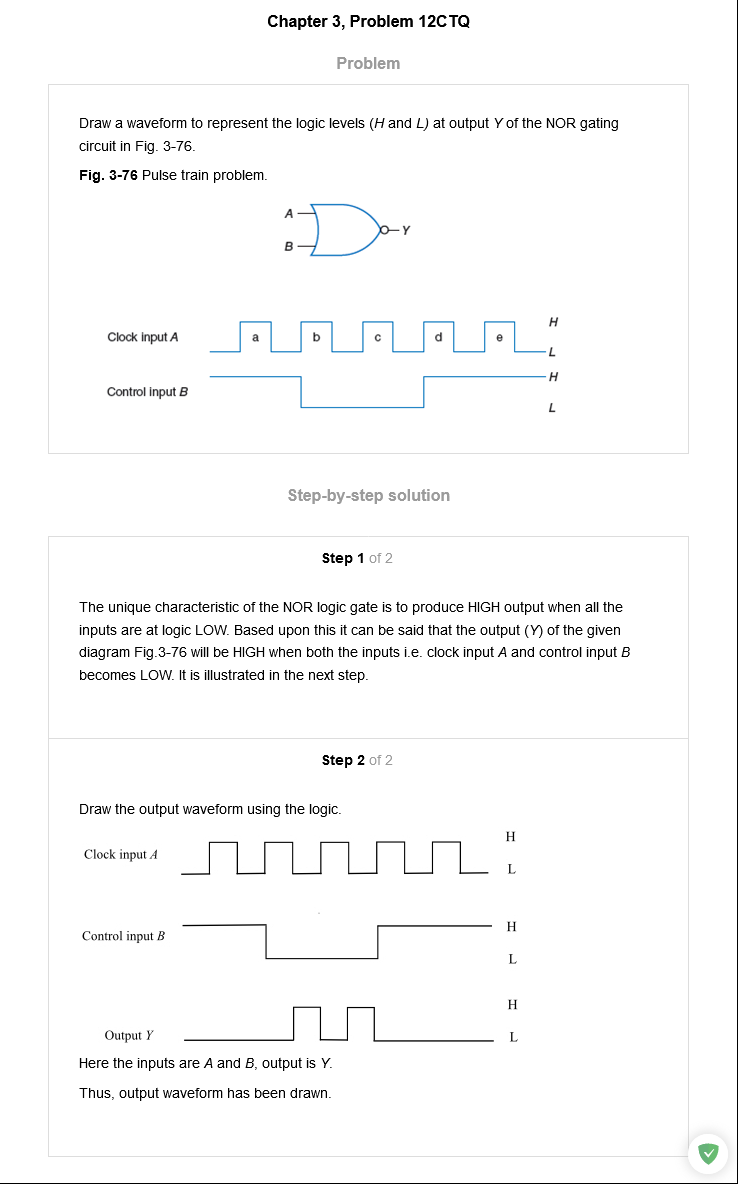 Chapter 3, Problem 12CTQ
Problem
Draw a waveform to represent the logic levels (H and L) at output Y of the NOR gating
circuit in Fig. 3-76.
Fig. 3-76 Pulse train problem.
A
Y
B
H
Clock input A a b c d e
L
H
Control input B
L
Step-by-step solution
Step 1 of 2
The unique characteristic of the NOR logic gate is to produce HIGH output when all the
inputs are at logic LOW. Based upon this it can be said that the output (Y) of the given
diagram Fig.3-76 will be HIGH when both the inputs i.e. clock input A and control input B
becomes LOW. It is illustrated in the next step.
Step 2 of 2
Draw the output waveform using the logic.
H
Clock input A
L
H
Control input B
L
H
Output Y
L
Here the inputs are A and B, output is Y.
Thus, output waveform has been drawn.